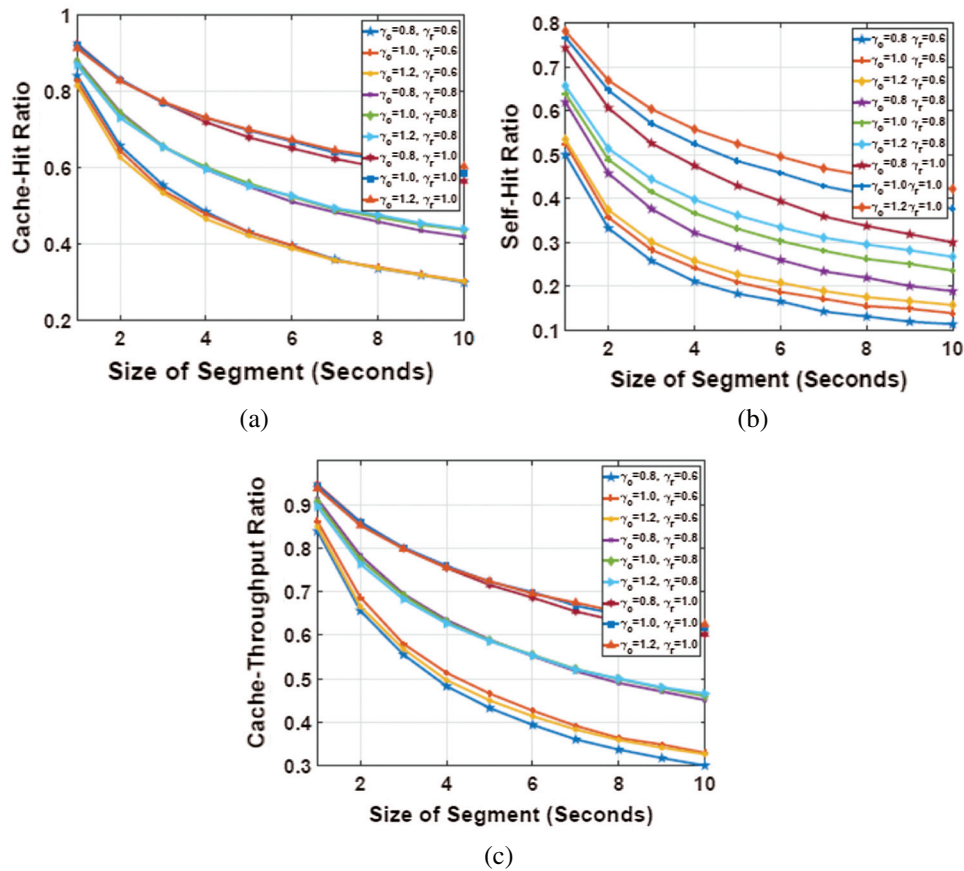 1
0.8
0.6
0.4
0.2
2
4
6
8
10
Cache-Hit Ratio
Size of Segment (Seconds)
γo=0.8, γr=0.6
γo=1.0, γr=0.6
γo=1.2, γr=0.6
γo=0.8, γr=0.8
γo=1.0, γr=0.8
γo=1.2, γr=0.8
γo=0.8, γr=1.0
γo=1.0, γr=1.0
γo=1.2, γr=1.0
(a)
0.8
0.7
0.6
0.5
0.4
0.3
0.2
0.1
2
4
6
8
10
Self-Hit Ratio
Size of Segment (Seconds)
γo=0.8 γr=0.6
γo=1.0 γr=0.6
γo=1.2 γr=0.6
γo=0.8 γr=0.8
γo=1.0 γr=0.8
γo=1.2 γr=0.8
γo=0.8 γr=1.0
γo=1.0 γr=1.0
γo=1.2 γr=1.0
(b)
0.9
0.8
0.7
0.6
0.5
0.4
0.3
2
4
6
8
10
Cache-Throughput Ratio
Size of Segment (Seconds)
γo=0.8, γr=0.6
γo=1.0, γr=0.6
γo=1.2, γr=0.6
γo=0.8, γr=0.8
γo=1.0, γr=0.8
γo=1.2, γr=0.8
γo=0.8, γr=1.0
γo=1.0, γr=1.0
γo=1.2, γr=1.0
(c)